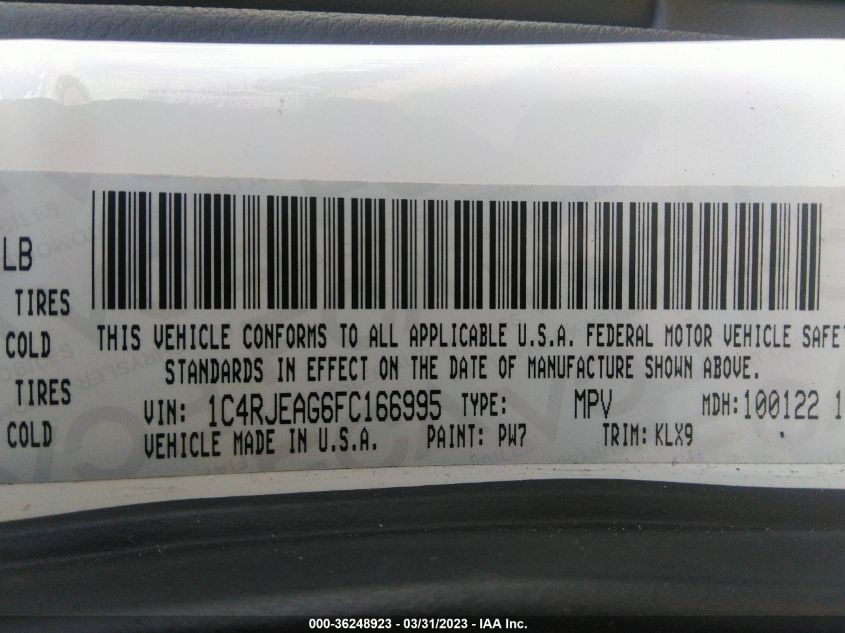 LB
TIRES
COLD
TIRES
COLD
THIS VEHICLE CONFORMS TO ALL APPLICABLE U.S.A. FEDERAL MOTOR VEHICLE SAFET
STANDARDS IN EFFECT ON THE DATE OF MANUFACTURE SHOWN ABOVE.
VIN: 1C4RJEAG6FC166995 TYPE: MPV MDH:100122 1
VEHICLE MADE IN U.S.A. PAINT: PW7 TRIM:KLX9
000-36248923 - 03/31/2023 - IAA Inc.